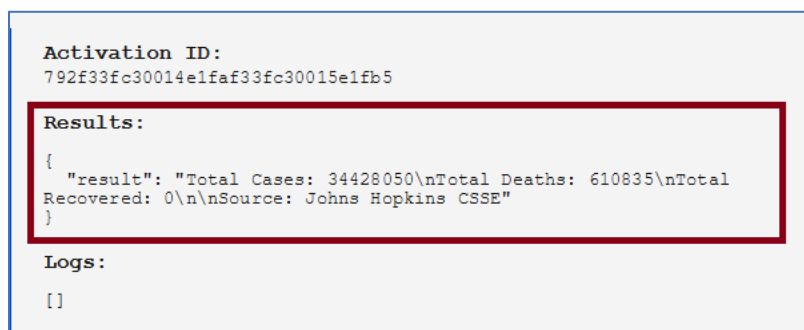 Activation ID:
792f33fc30014e1faf33fc30015e1fb5
Results:
{
"result": "Total Cases: 34428050\nTotal Deaths: 610835\nTotal
Recovered: 0\n\nSource: Johns Hopkins CSSE"
}
Logs:
[]